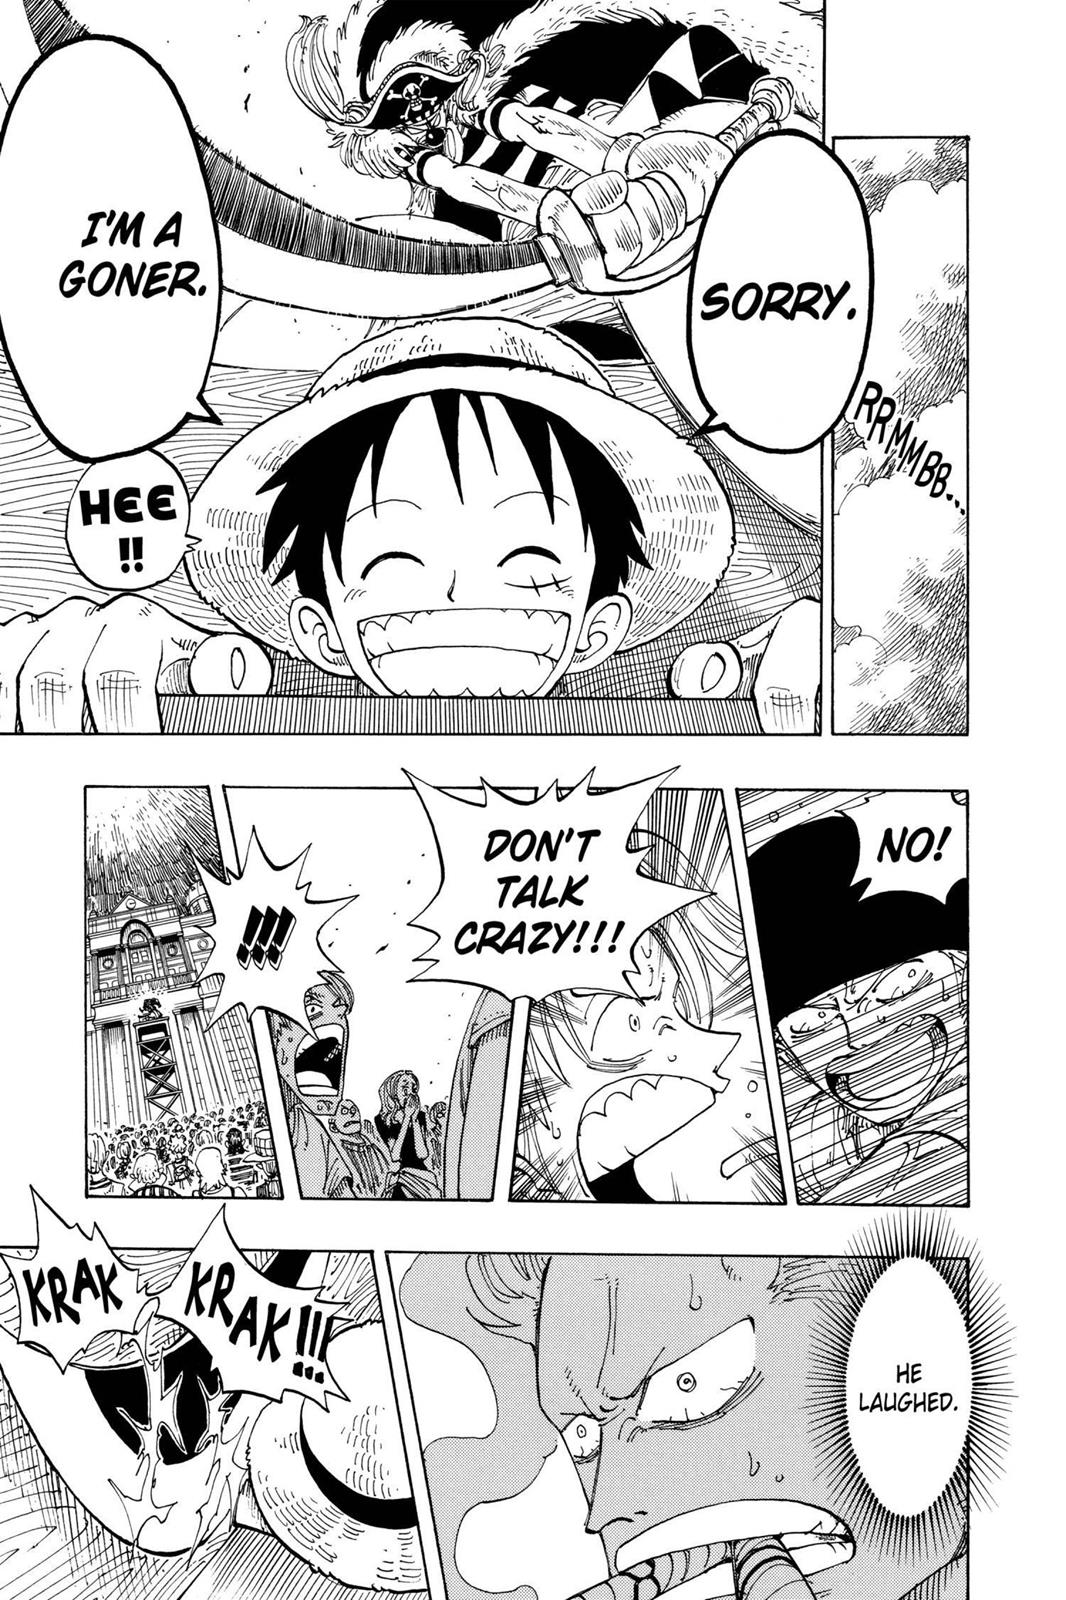 RRMMBB...
SORRY.
I'M A
GONER.
HEE
!!
NO!
DON'T
TALK
CRAZY!!!
!!!!
HE
LAUGHED.
KRAK
KRAK!!!